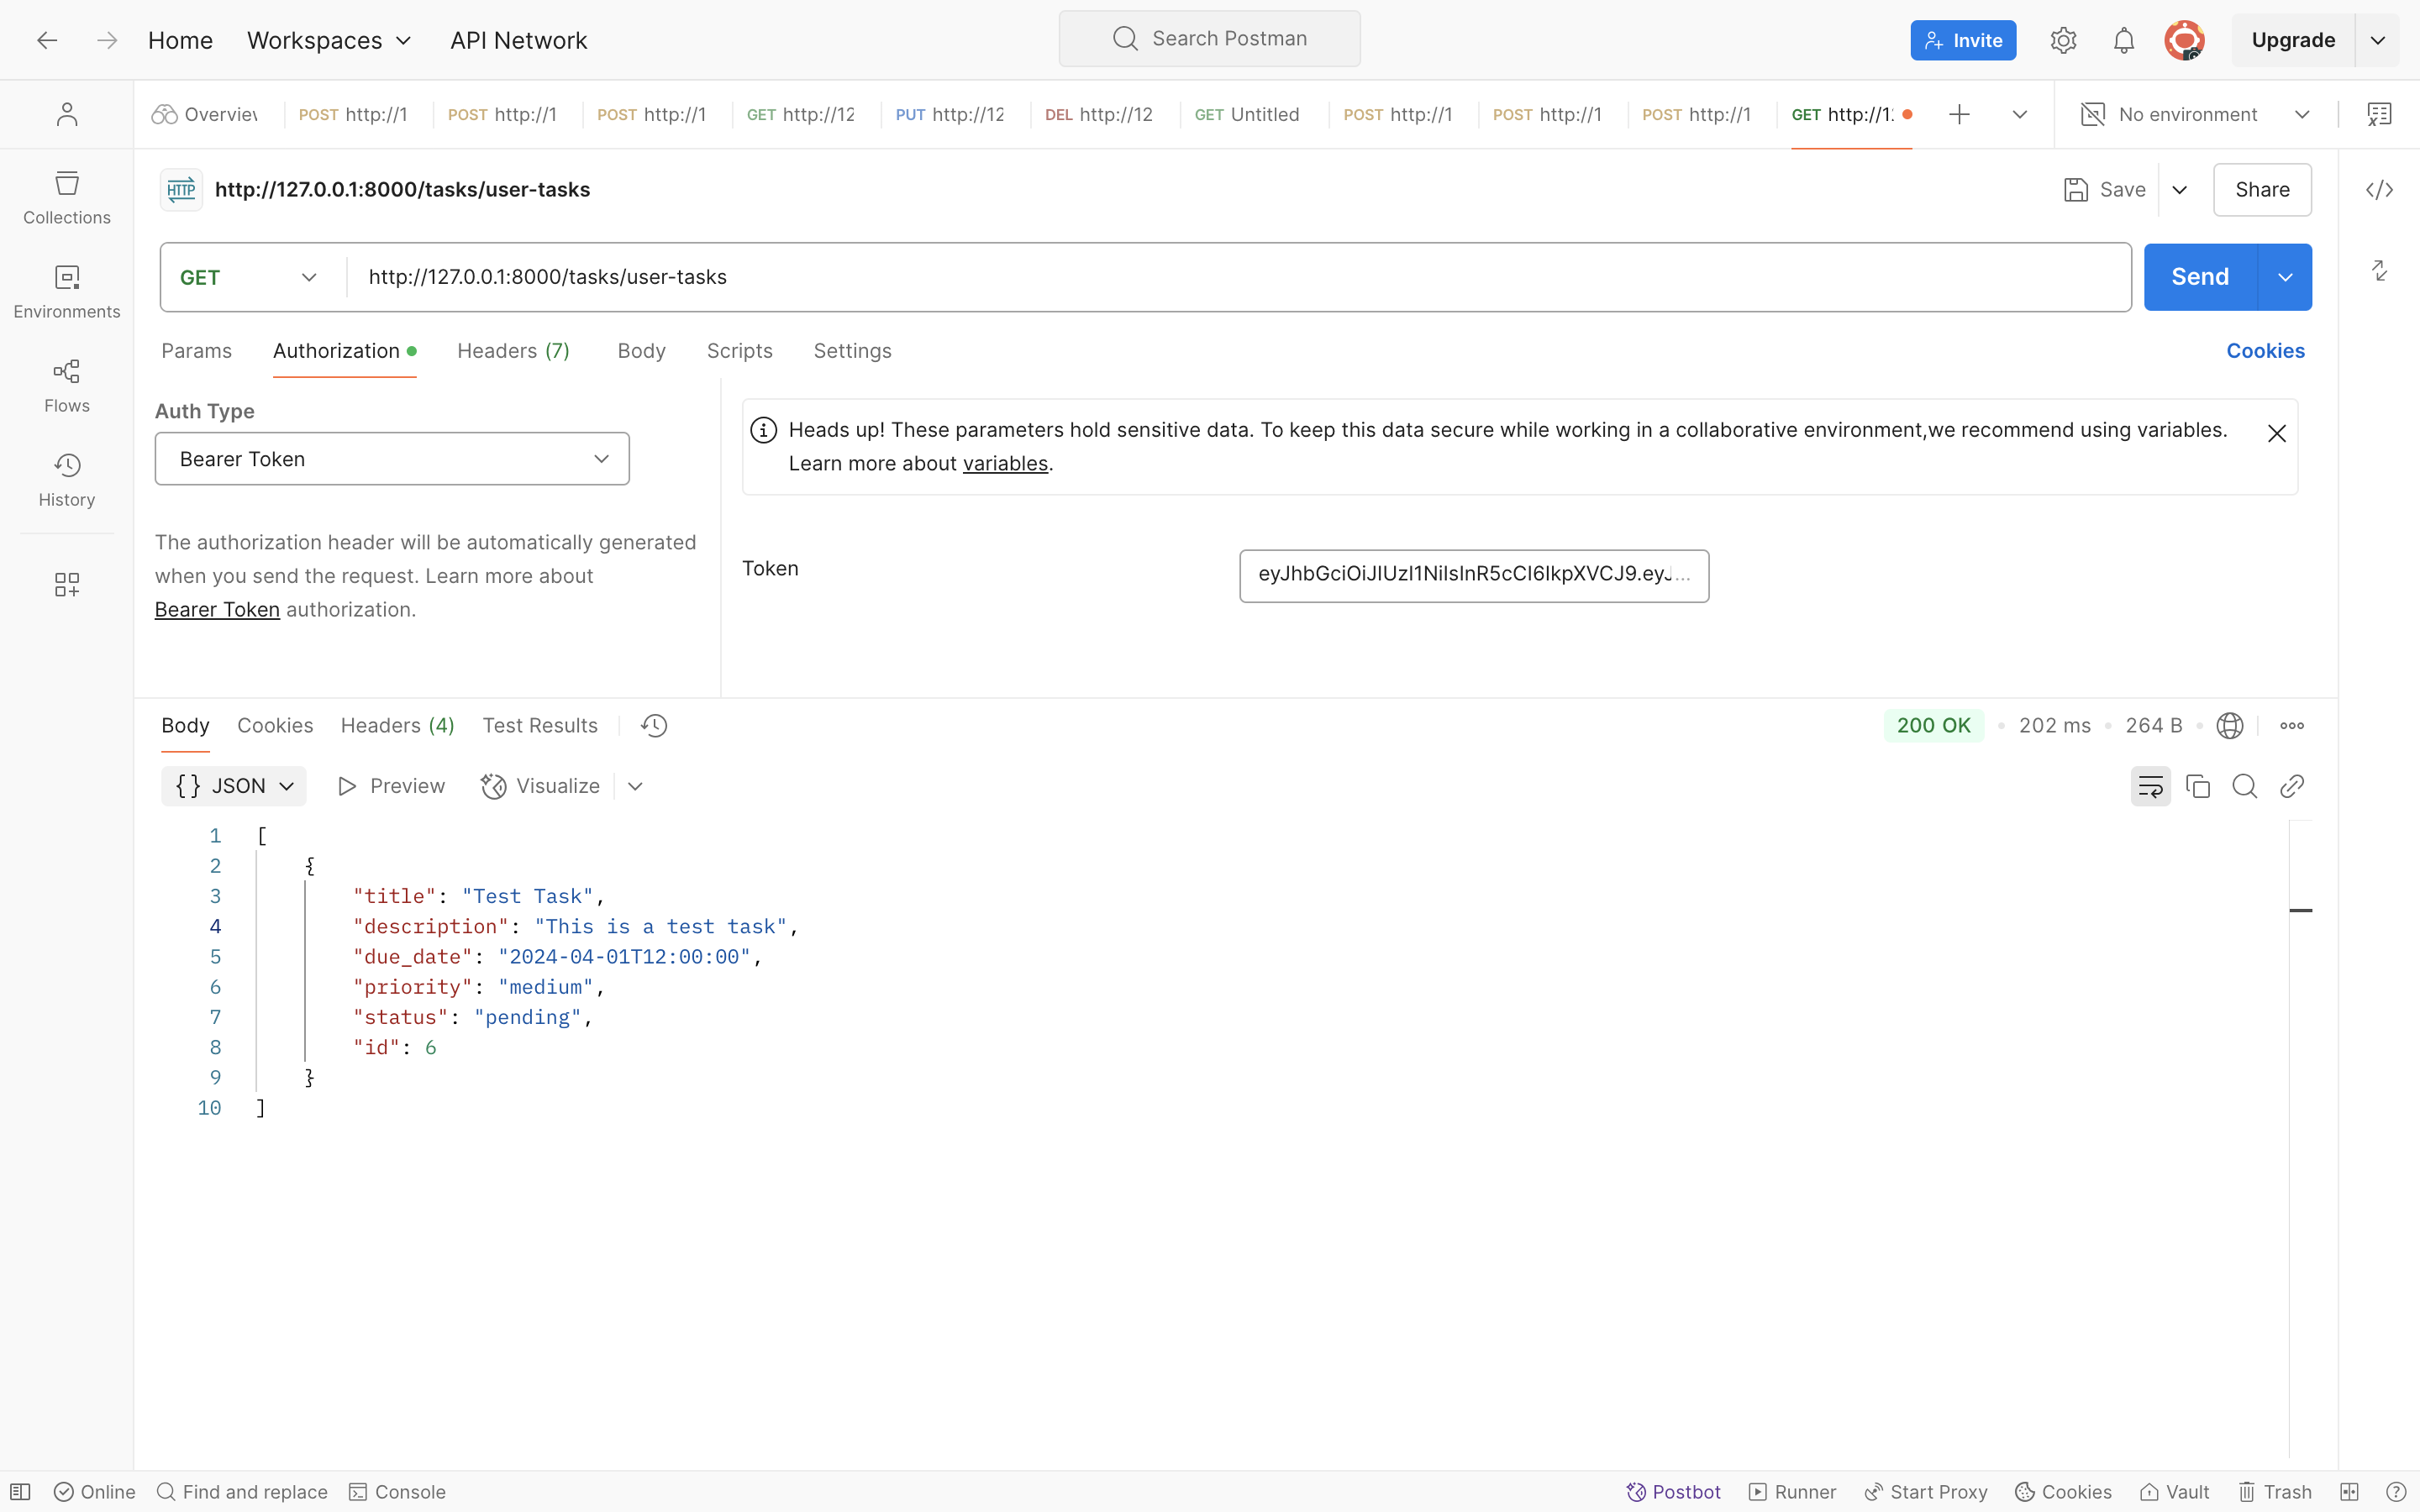 Home Workspaces API Network Search Postman Invite Upgrade
Overview POST http://1 POST http://1 POST http://1 GET http://12 PUT http://12 DEL http://12 GET Untitled POST http://1 POST http://1 POST http://1 GET http://1 No environment
HTTP http://127.0.0.1:8000/tasks/user-tasks Save Share
Collections
Environments
Flows
History
GET http://127.0.0.1:8000/tasks/user-tasks Send
Params Authorization Headers (7) Body Scripts Settings Cookies
Auth Type
Bearer Token
The authorization header will be automatically generated
when you send the request. Learn more about
Bearer Token authorization.
Heads up! These parameters hold sensitive data. To keep this data secure while working in a collaborative environment,we recommend using variables.
Learn more about variables.
Token eyJhbGciOiJIUzI1NiIsInR5cCI6IkpXVCJ9.eyJ...
Body Cookies Headers (4) Test Results 200 OK 202 ms 264 B
{} JSON Preview Visualize
1 [
2 {
3 "title": "Test Task",
4 "description": "This is a test task",
5 "due_date": "2024-04-01T12:00:00",
6 "priority": "medium",
7 "status": "pending",
8 "id": 6
9 }
10 ]
Online Find and replace Console Postbot Runner Start Proxy Cookies Vault Trash